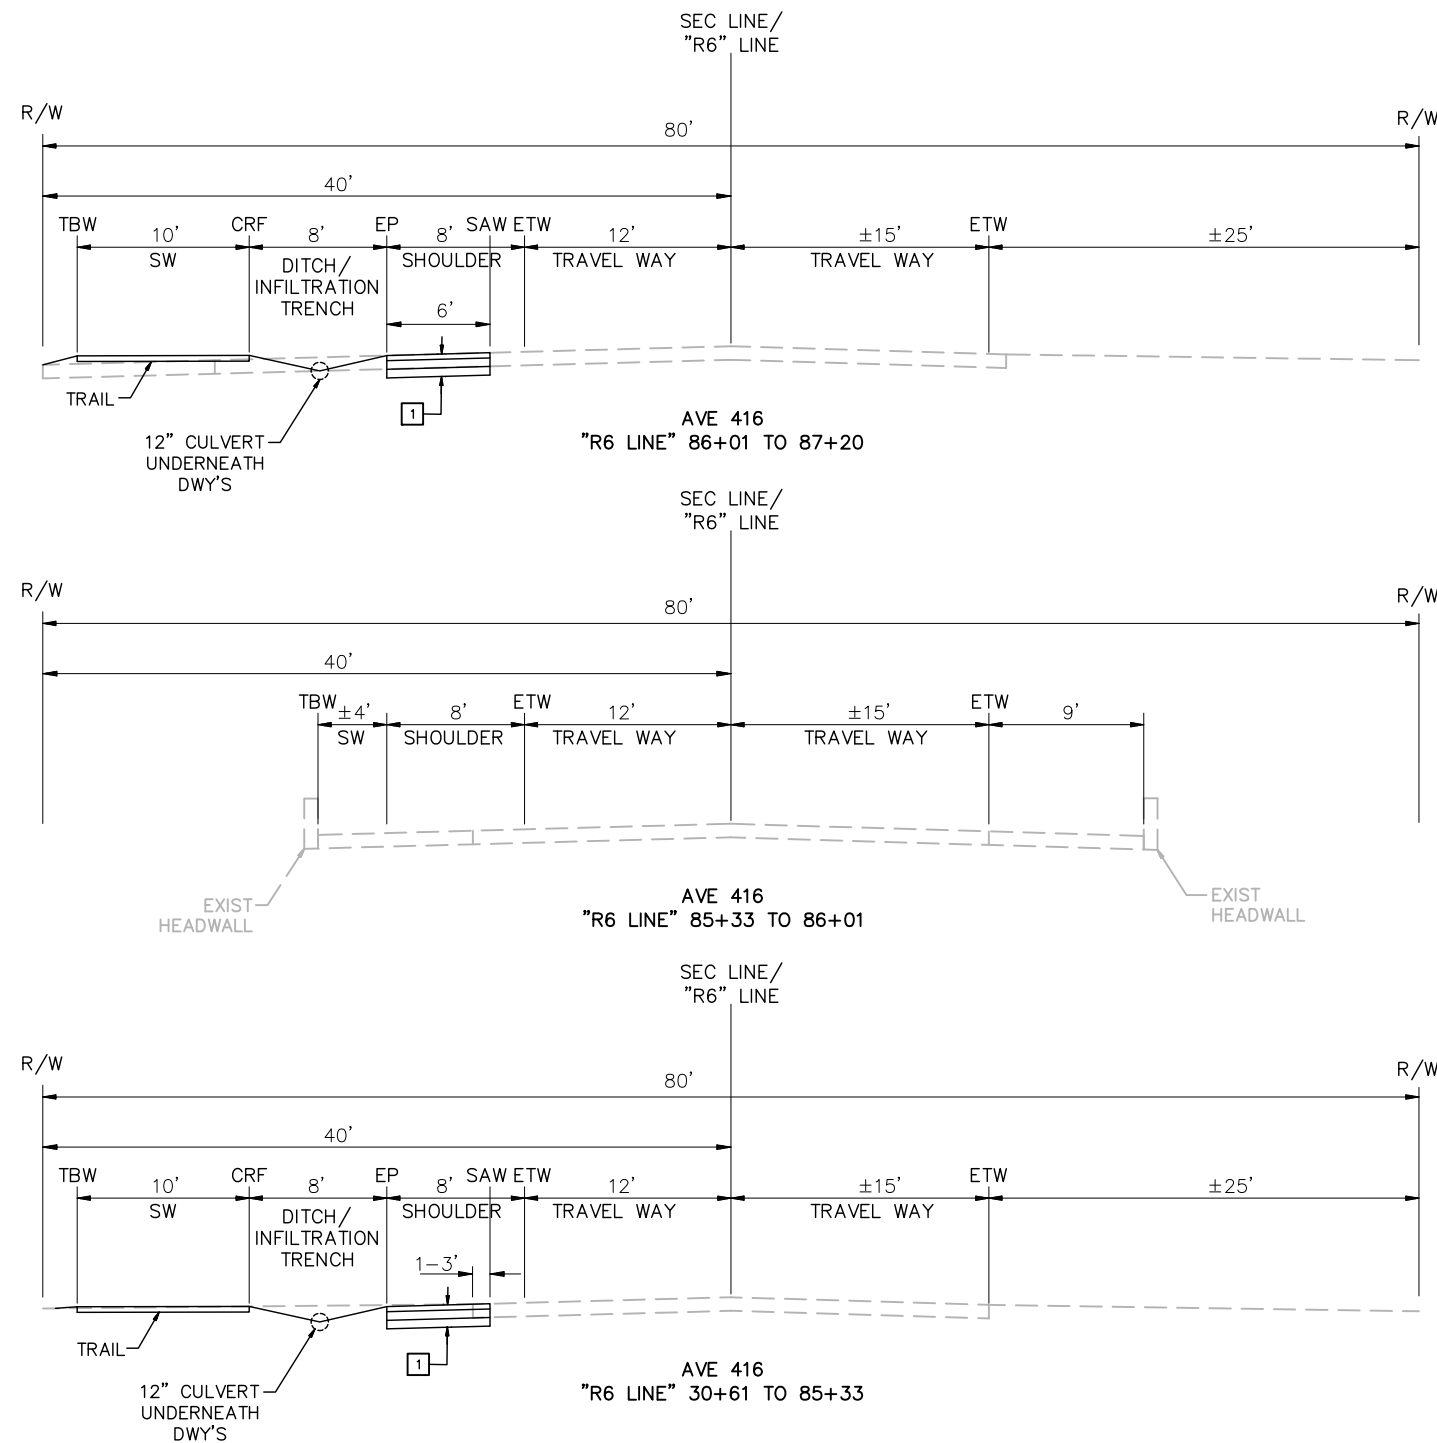 SEC LINE/
"R6" LINE
R/W
R/W
80'
40'
TBW
CRF
EP
SAW ETW
ETW
10'
8'
8'
12'
±15'
±25'
SW
DITCH/
INFILTRATION
TRENCH
SHOULDER
TRAVEL WAY
TRAVEL WAY
6'
TRAIL
1
12" CULVERT
UNDERNEATH
DWY'S
AVE 416
"R6 LINE" 86+01 TO 87+20
SEC LINE/
"R6" LINE
R/W
R/W
80'
40'
TBW
ETW
ETW
±4'
8'
12'
±15'
9'
SW
SHOULDER
TRAVEL WAY
TRAVEL WAY
EXIST
HEADWALL
EXIST
HEADWALL
AVE 416
"R6 LINE" 85+33 TO 86+01
SEC LINE/
"R6" LINE
R/W
R/W
80'
40'
TBW
CRF
EP
SAW ETW
ETW
10'
8'
8'
12'
±15'
±25'
SW
DITCH/
INFILTRATION
TRENCH
SHOULDER
TRAVEL WAY
TRAVEL WAY
1-3'
TRAIL
1
12" CULVERT
UNDERNEATH
DWY'S
AVE 416
"R6 LINE" 30+61 TO 85+33